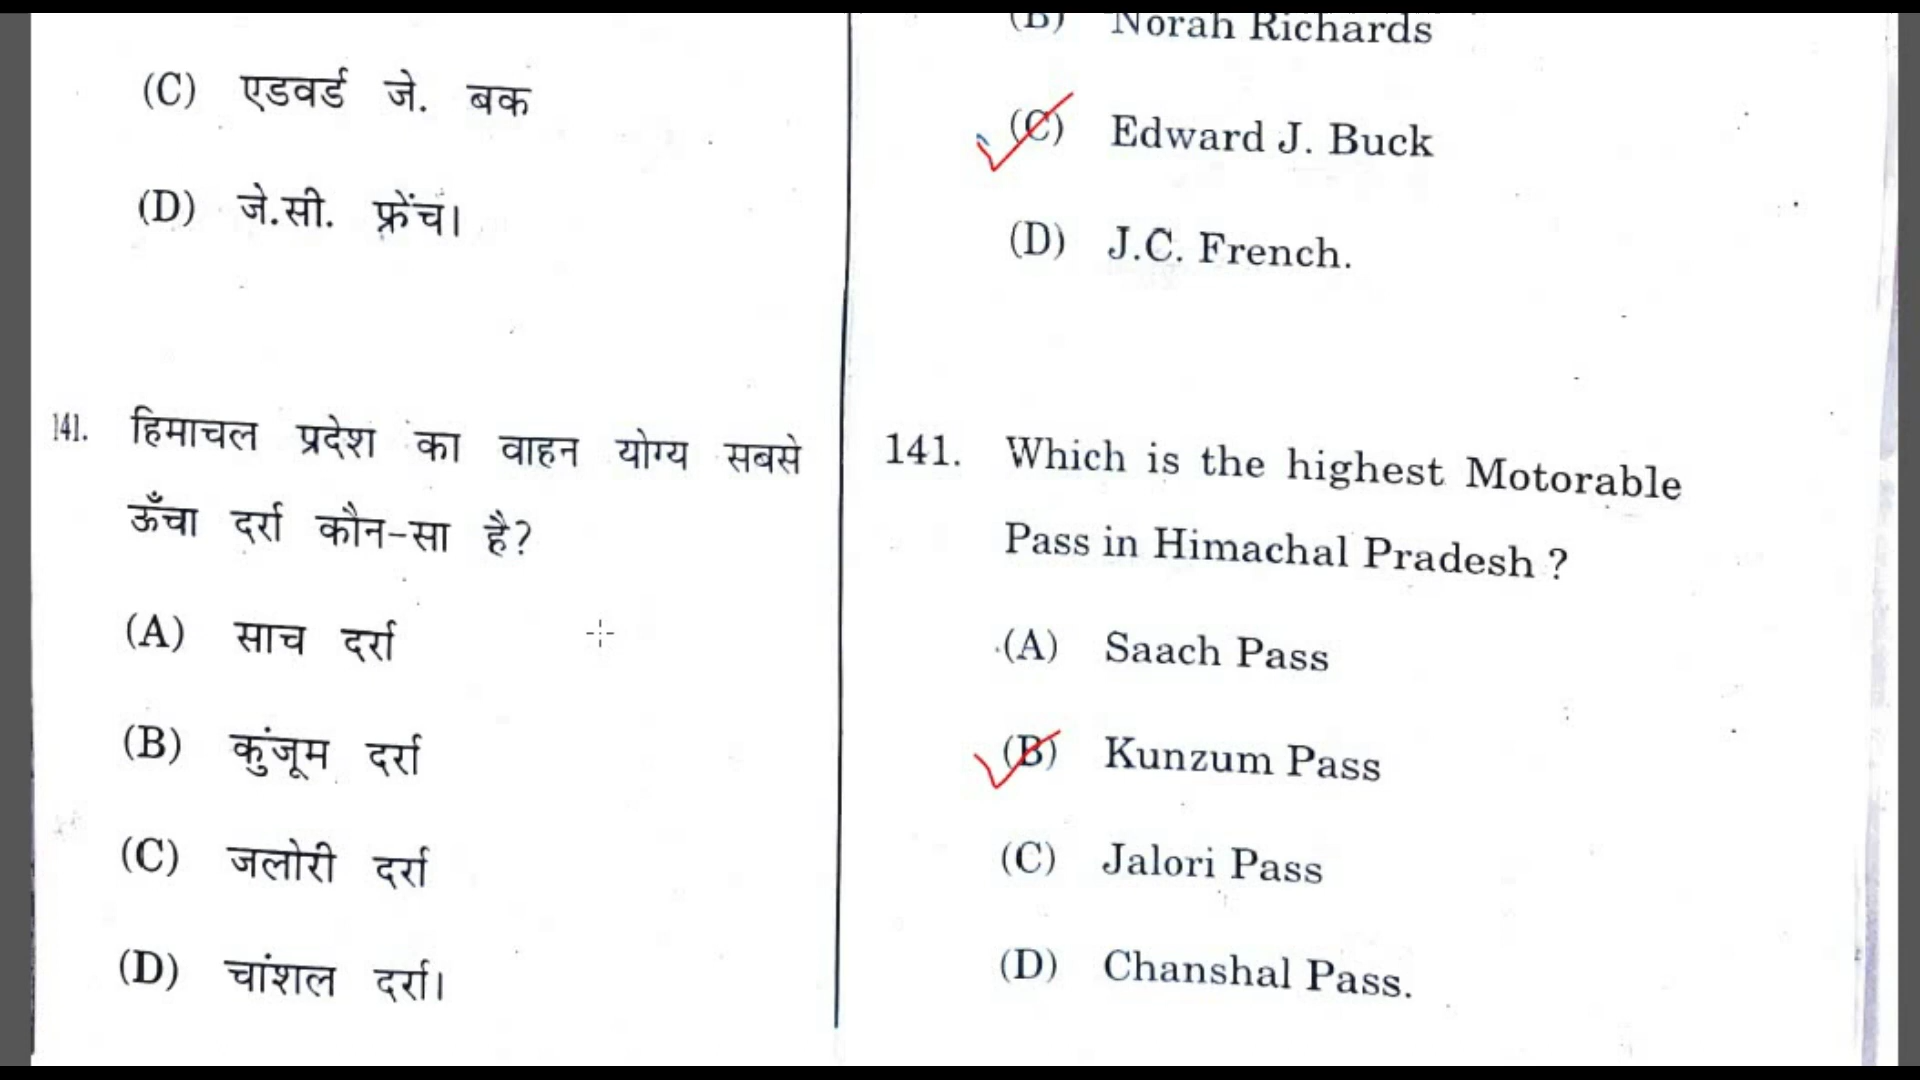 (C) एडवर्ड जे. बक
(D) जे.सी. फ्रेंच।
141. हिमाचल प्रदेश का वाहन योग्य सबसे
ऊँचा दर्रा कौन-सा है?
(A) साच दर्रा
(B) कुंजूम दर्रा
(C) जलोरी दर्रा
(D) चांशल दर्रा।
(B) Norah Richards
(C) Edward J. Buck
(D) J.C. French.
141. Which is the highest Motorable
Pass in Himachal Pradesh ?
(A) Saach Pass
(B) Kunzum Pass
(C) Jalori Pass
(D) Chanshal Pass.